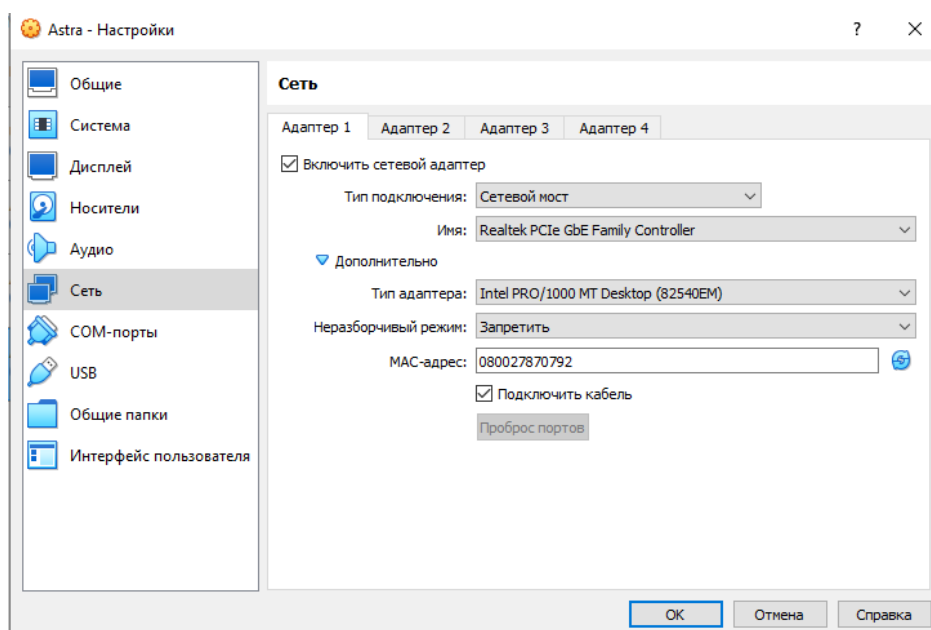 Astra - Настройки
? ×
Общие
Система
Дисплей
Носители
Аудио
Сеть
COM-порты
USB
Общие папки
Интерфейс пользователя
Сеть
Адаптер 1 Адаптер 2 Адаптер 3 Адаптер 4
Включить сетевой адаптер
Тип подключения: Сетевой мост
Имя: Realtek PCIe GbE Family Controller
Дополнительно
Тип адаптера: Intel PRO/1000 MT Desktop (82540EM)
Неразборчивый режим: Запретить
MAC-адрес: 080027870792
Подключить кабель
Проброс портов
OK Отмена Справка